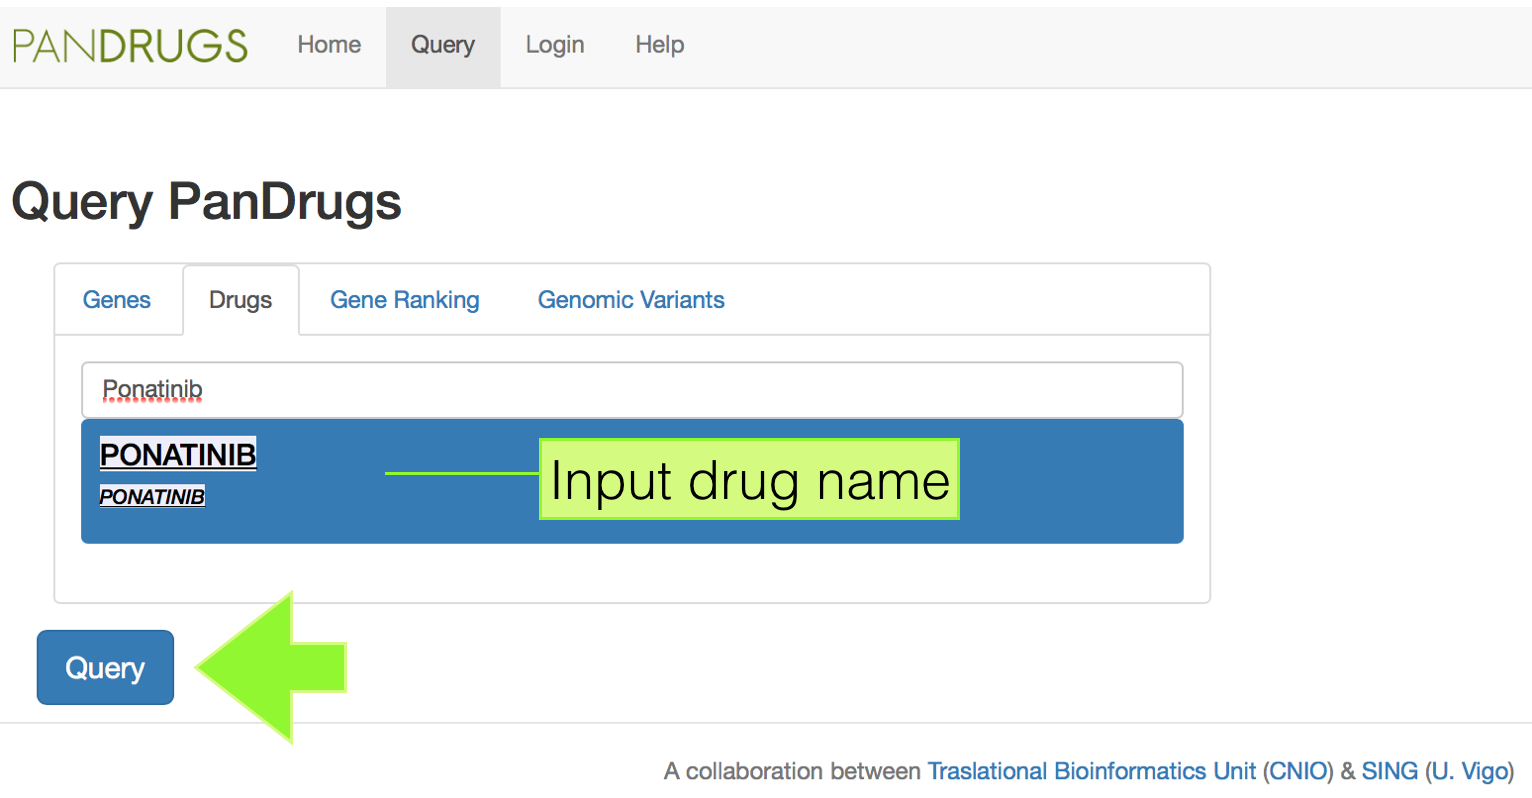 PANDRUGS Home Query Login Help
Query PanDrugs
Genes Drugs Gene Ranking Genomic Variants
Ponatinib
PONATINIB
PONATINIB
Input drug name
Query
A collaboration between Traslational Bioinformatics Unit (CNIO) & SING (U. Vigo)